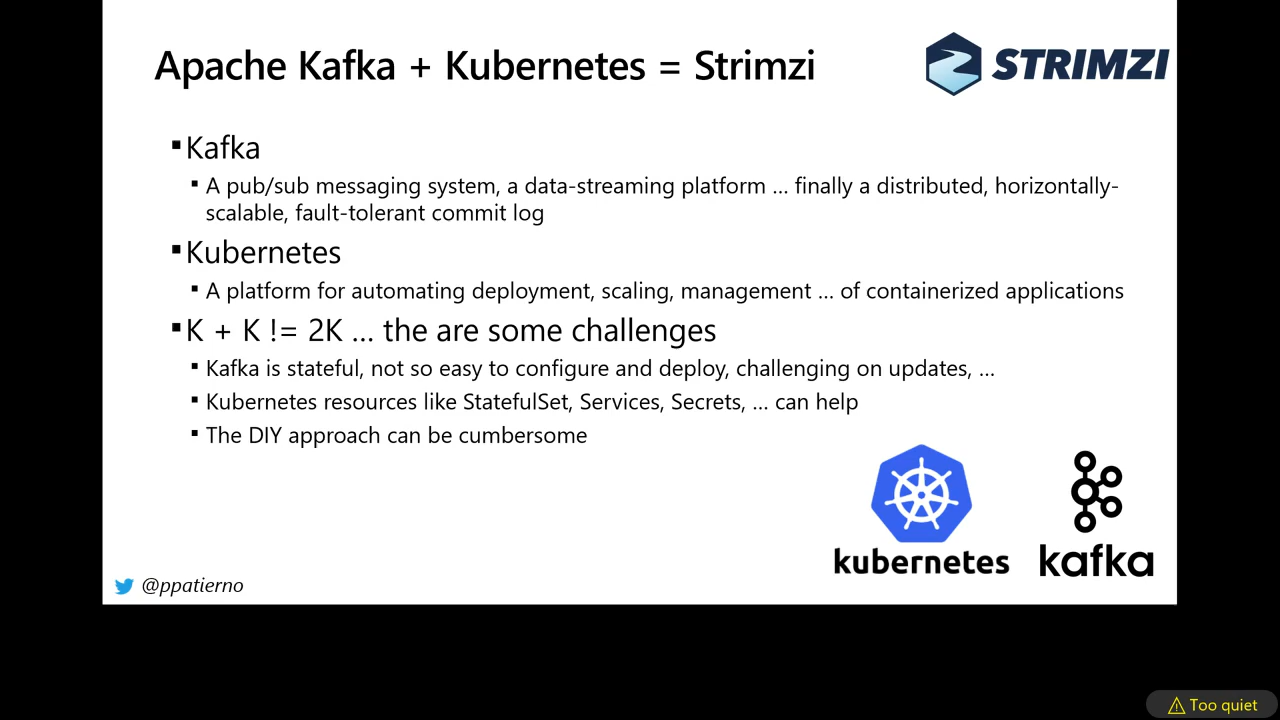 Apache Kafka + Kubernetes = Strimzi
STRIMZI
Kafka
A pub/sub messaging system, a data-streaming platform ... finally a distributed, horizontally-
scalable, fault-tolerant commit log
Kubernetes
A platform for automating deployment, scaling, management ... of containerized applications
K + K != 2K ... the are some challenges
Kafka is stateful, not so easy to configure and deploy, challenging on updates, ...
Kubernetes resources like StatefulSet, Services, Secrets, ... can help
The DIY approach can be cumbersome
kubernetes
kafka
@ppatierno
Too quiet